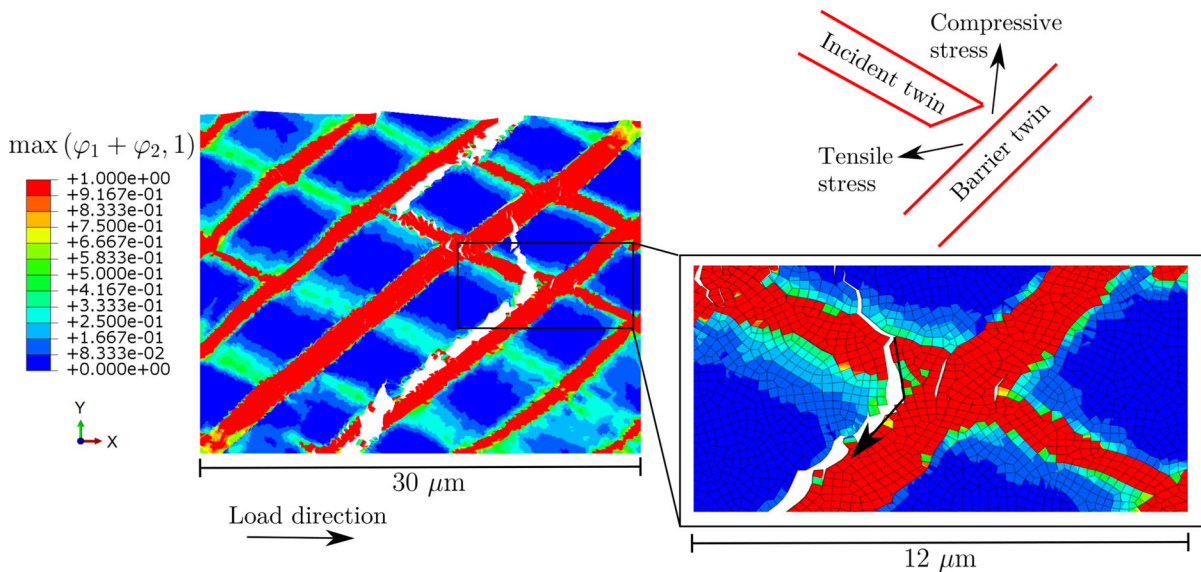 Compressive
stress
Incident twin
Tensile
stress
Barrier twin
max (φ₁ + φ₂, 1)
+1.000e+00
+9.167e-01
+8.333e-01
+7.500e-01
+6.667e-01
+5.833e-01
+5.000e-01
+4.167e-01
+3.333e-01
+2.500e-01
+1.667e-01
+8.333e-02
+0.000e+00
Y
X
30 μm
Load direction
12 μm